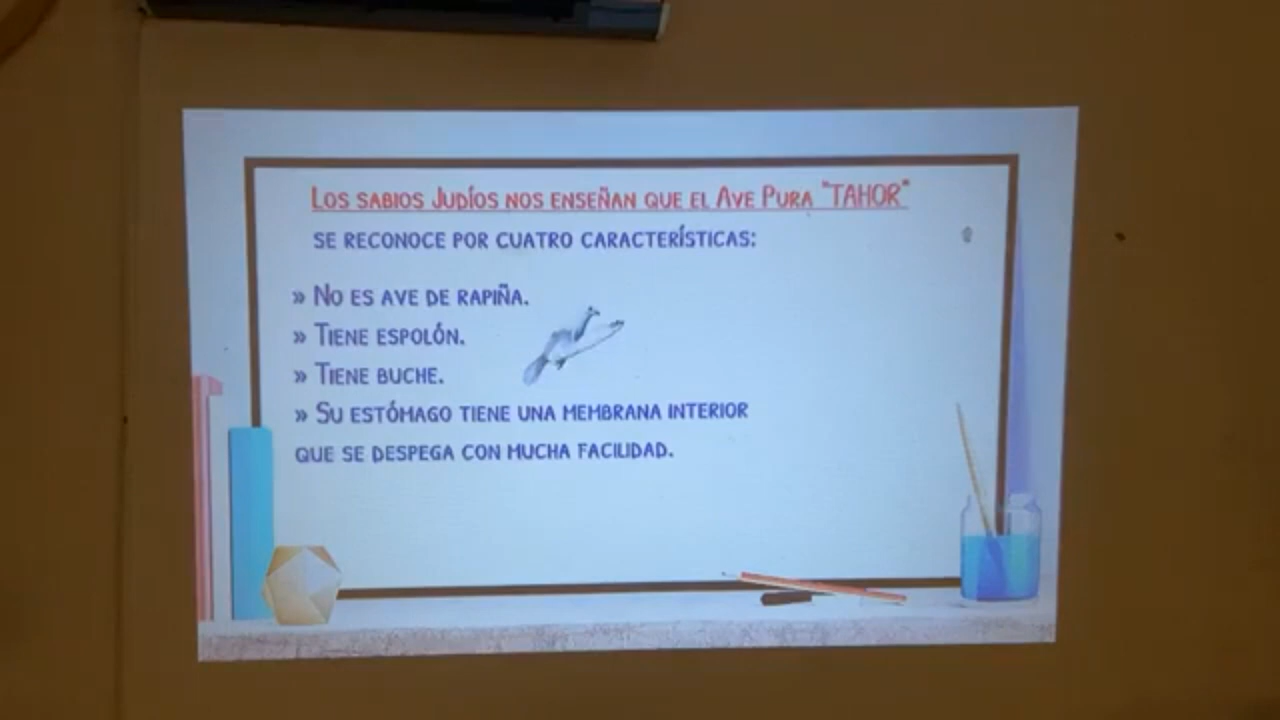 Los sabios Judíos nos enseñan que el Ave Pura "TAHOR"
se reconoce por cuatro características:
» No es ave de rapiña.
» Tiene espolón.
» Tiene buche.
» Su estómago tiene una membrana interior
que se despega con mucha facilidad.